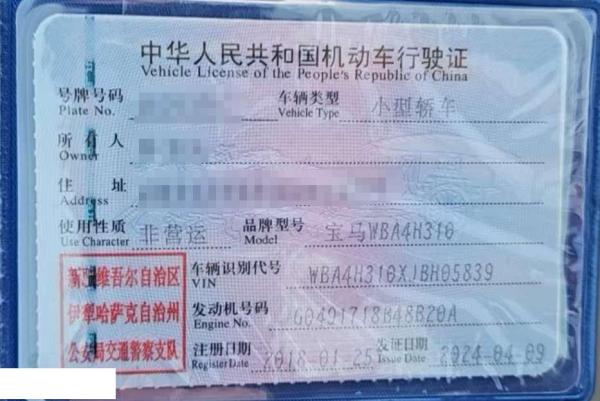 中华人民共和国机动车行驶证
Vehicle License of the People's Republic of China
号牌号码 车辆类型 小型轿车
Plate No. Vehicle Type
所有人
Owner
住址
Address
使用性质 非营运 品牌型号 宝马WBA4H310
Use Character Model
新疆维吾尔自治区
伊犁哈萨克自治州
公安局交通警察支队
车辆识别代号 WBA4H310XJBH05839
VIN
发动机号码 G0491718B48B20A
Engine No.
注册日期 2018-01-25 发证日期 2024-04-09
Register Date Issue Date